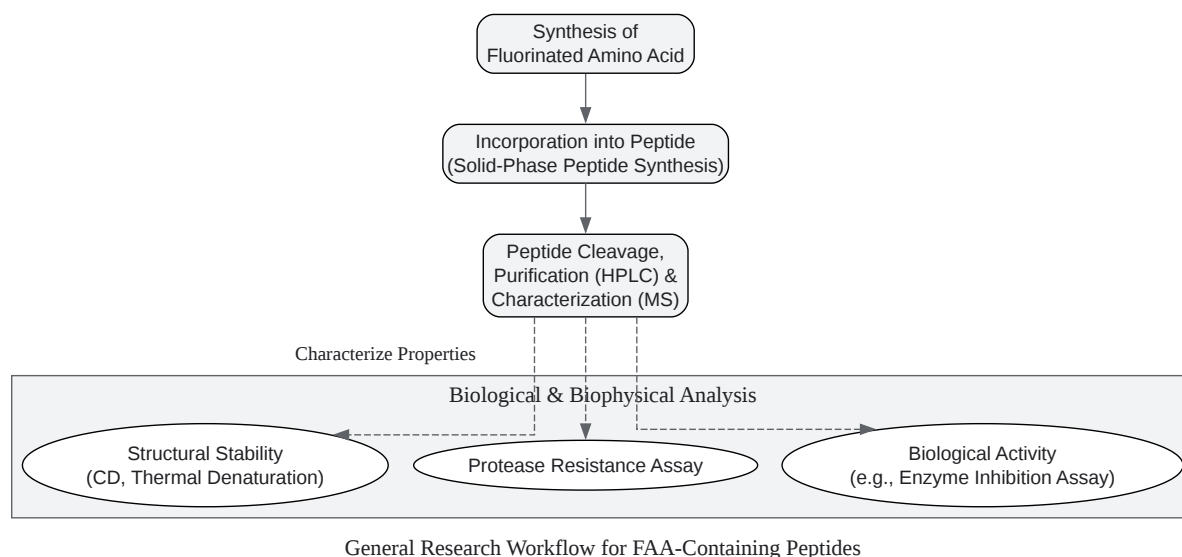 Synthesis of
Fluorinated Amino Acid
Incorporation into Peptide
(Solid-Phase Peptide Synthesis)
Peptide Cleavage,
Purification (HPLC) &
Characterization (MS)
Characterize Properties
Biological & Biophysical Analysis
Structural Stability
(CD, Thermal Denaturation)
Protease Resistance Assay
Biological Activity
(e.g., Enzyme Inhibition Assay)
General Research Workflow for FAA-Containing Peptides